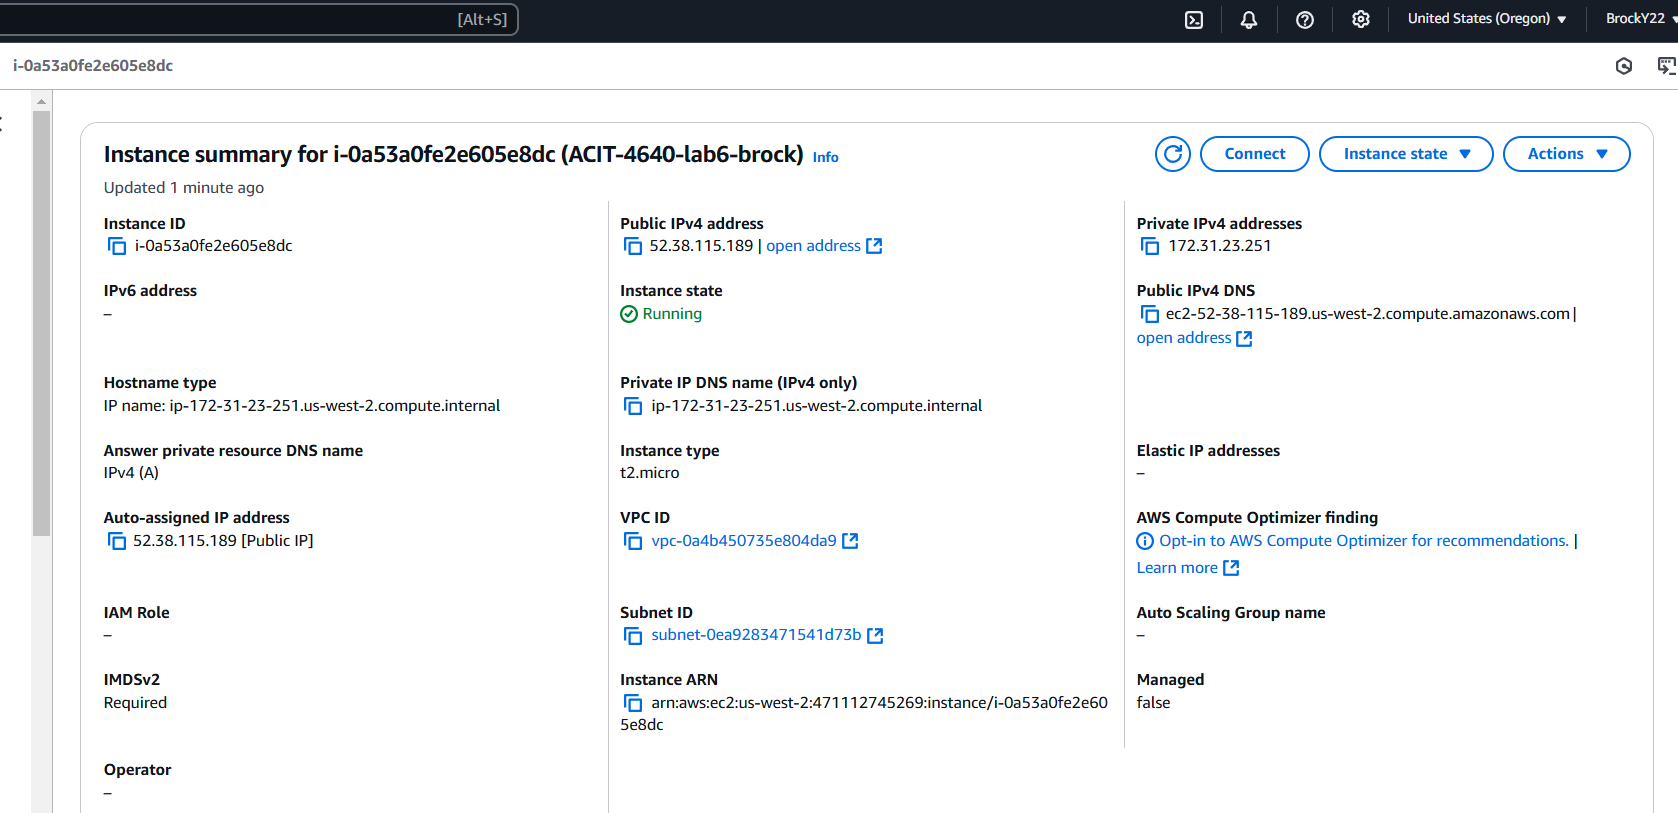 [Alt+S]
United States (Oregon)
BrockY22
i-0a53a0fe2e605e8dc
Instance summary for i-0a53a0fe2e605e8dc (ACIT-4640-lab6-brock) Info
Connect
Instance state
Actions
Updated 1 minute ago
Instance ID
i-0a53a0fe2e605e8dc
Public IPv4 address
52.38.115.189 | open address
Private IPv4 addresses
172.31.23.251
IPv6 address
–
Instance state
Running
Public IPv4 DNS
ec2-52-38-115-189.us-west-2.compute.amazonaws.com |
open address
Hostname type
IP name: ip-172-31-23-251.us-west-2.compute.internal
Private IP DNS name (IPv4 only)
ip-172-31-23-251.us-west-2.compute.internal
Answer private resource DNS name
IPv4 (A)
Instance type
t2.micro
Elastic IP addresses
–
Auto-assigned IP address
52.38.115.189 [Public IP]
VPC ID
vpc-0a4b450735e804da9
AWS Compute Optimizer finding
Opt-in to AWS Compute Optimizer for recommendations. |
Learn more
IAM Role
–
Subnet ID
subnet-0ea9283471541d73b
Auto Scaling Group name
–
IMDSv2
Required
Instance ARN
arn:aws:ec2:us-west-2:471112745269:instance/i-0a53a0fe2e60
5e8dc
Managed
false
Operator
–